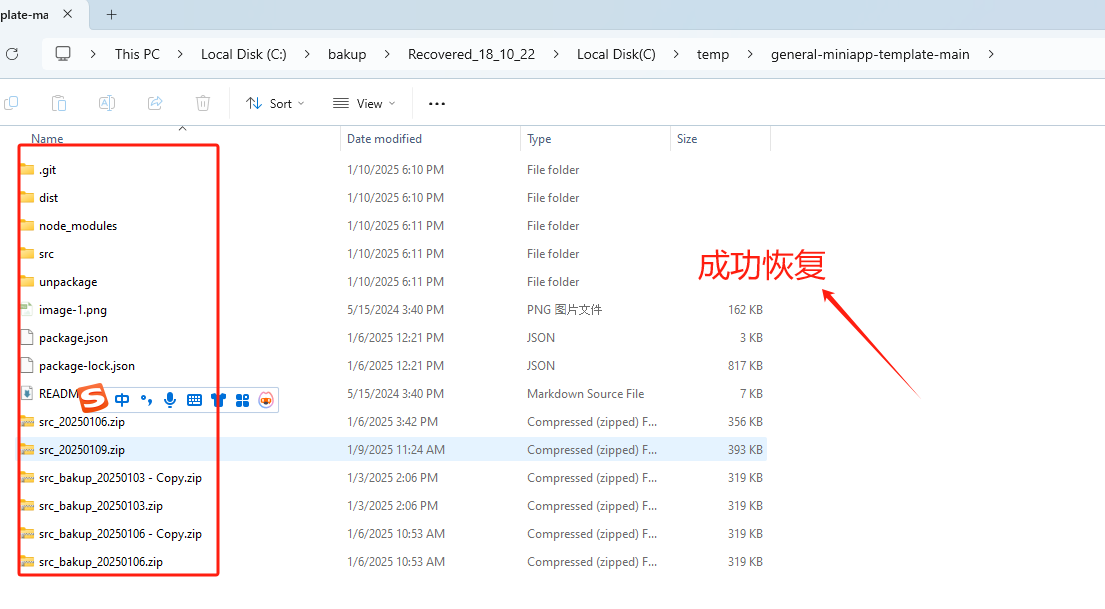 plate-ma
This PC Local Disk (C:) bakup Recovered_18_10_22 Local Disk(C) temp general-miniapp-template-main
Sort View
Name Date modified Type Size
.git 1/10/2025 6:10 PM File folder
dist 1/10/2025 6:10 PM File folder
node_modules 1/10/2025 6:11 PM File folder
src 1/10/2025 6:11 PM File folder
成功恢复
unpackage 1/10/2025 6:11 PM File folder
image-1.png 5/15/2024 3:40 PM PNG 图片文件 162 KB
package.json 1/6/2025 12:21 PM JSON 3 KB
package-lock.json 1/6/2025 12:21 PM JSON 817 KB
READM 5/15/2024 3:40 PM Markdown Source File 7 KB
S 中
src_20250106.zip 1/6/2025 3:42 PM Compressed (zipped) F... 356 KB
src_20250109.zip 1/9/2025 11:24 AM Compressed (zipped) F... 393 KB
src_bakup_20250103 - Copy.zip 1/3/2025 2:06 PM Compressed (zipped) F... 319 KB
src_bakup_20250103.zip 1/3/2025 2:06 PM Compressed (zipped) F... 319 KB
src_bakup_20250106 - Copy.zip 1/6/2025 10:53 AM Compressed (zipped) F... 319 KB
src_bakup_20250106.zip 1/6/2025 10:53 AM Compressed (zipped) F... 319 KB